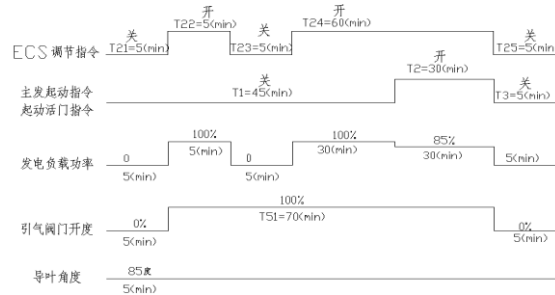 开 开
T22=5(min) T24=60(min)
关 关 关
ECS 调节指令 T21=5(min) T23=5(min) T25=5(min)
开
T2=30(min)
主发起动指令 关 关
起动活门指令 T1=45(min) T3=5(min)
100% 100% 85%
发电负载功率 0 5(min) 0 30(min) 30(min) 5(min)
5(min) 5(min)
100%
引气阀门开度 0% T51=70(min) 0%
5(min) 5(min)
导叶角度 85度
5(min)